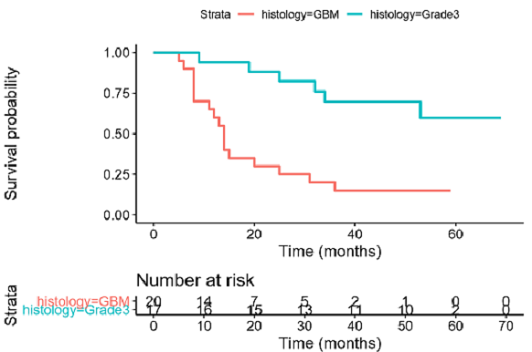 Strata histology=GBM histology=Grade3
Survival probability
1.00
0.75
0.50
0.25
0.00
0 20 40 60
Time (months)
Number at risk
Strata
histology=GBM 20 14 7 5 2 1 0 0
histology=Grade3 17 16 15 13 11 10 2 0
0 10 20 30 40 50 60 70
Time (months)